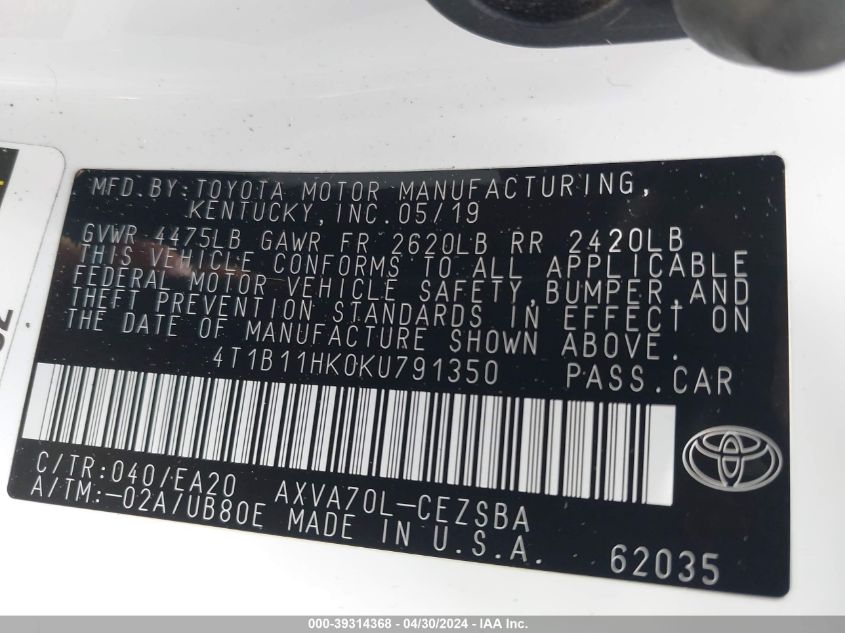 MFD.BY:TOYOTA MOTOR MANUFACTURING,
KENTUCKY,INC.05/19
GVWR 4475LB GAWR FR 2620LB RR 2420LB
THIS VEHICLE CONFORMS TO ALL APPLICABLE
FEDERAL MOTOR VEHICLE SAFETY,BUMPER,AND
THEFT PREVENTION STANDARDS IN EFFECT ON
THE DATE OF MANUFACTURE SHOWN ABOVE.
4T1B11HK0KU791350 PASS.CAR
C/TR:040/EA20 AXVA70L-CEZSBA
A/TM:-02A/UB80E MADE IN U.S.A.
62035
000-39314368 - 04/30/2024 - IAA Inc.